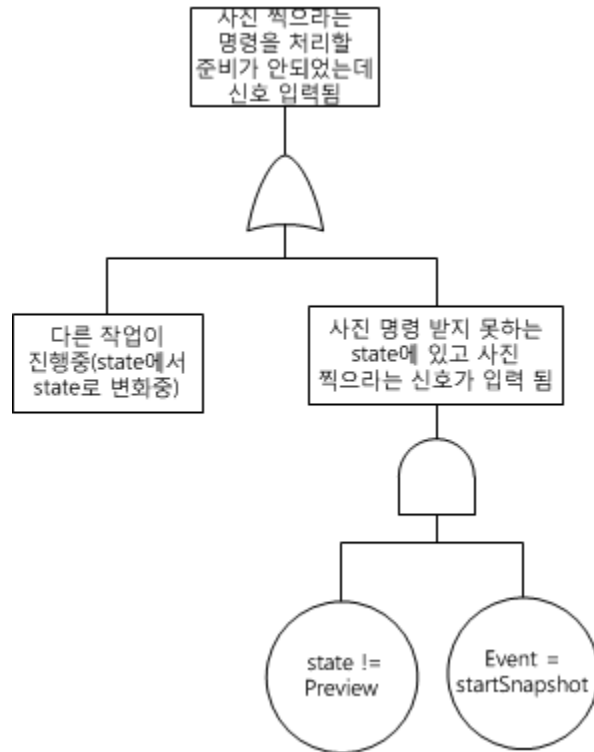 사진 찍으라는
명령을 처리할
준비가 안되었는데
신호 입력됨
다른 작업이
진행중(state에서
state로 변화중)
사진 명령 받지 못하는
state에 있고 사진
찍으라는 신호가 입력 됨
state !=
Preview
Event =
startSnapshot